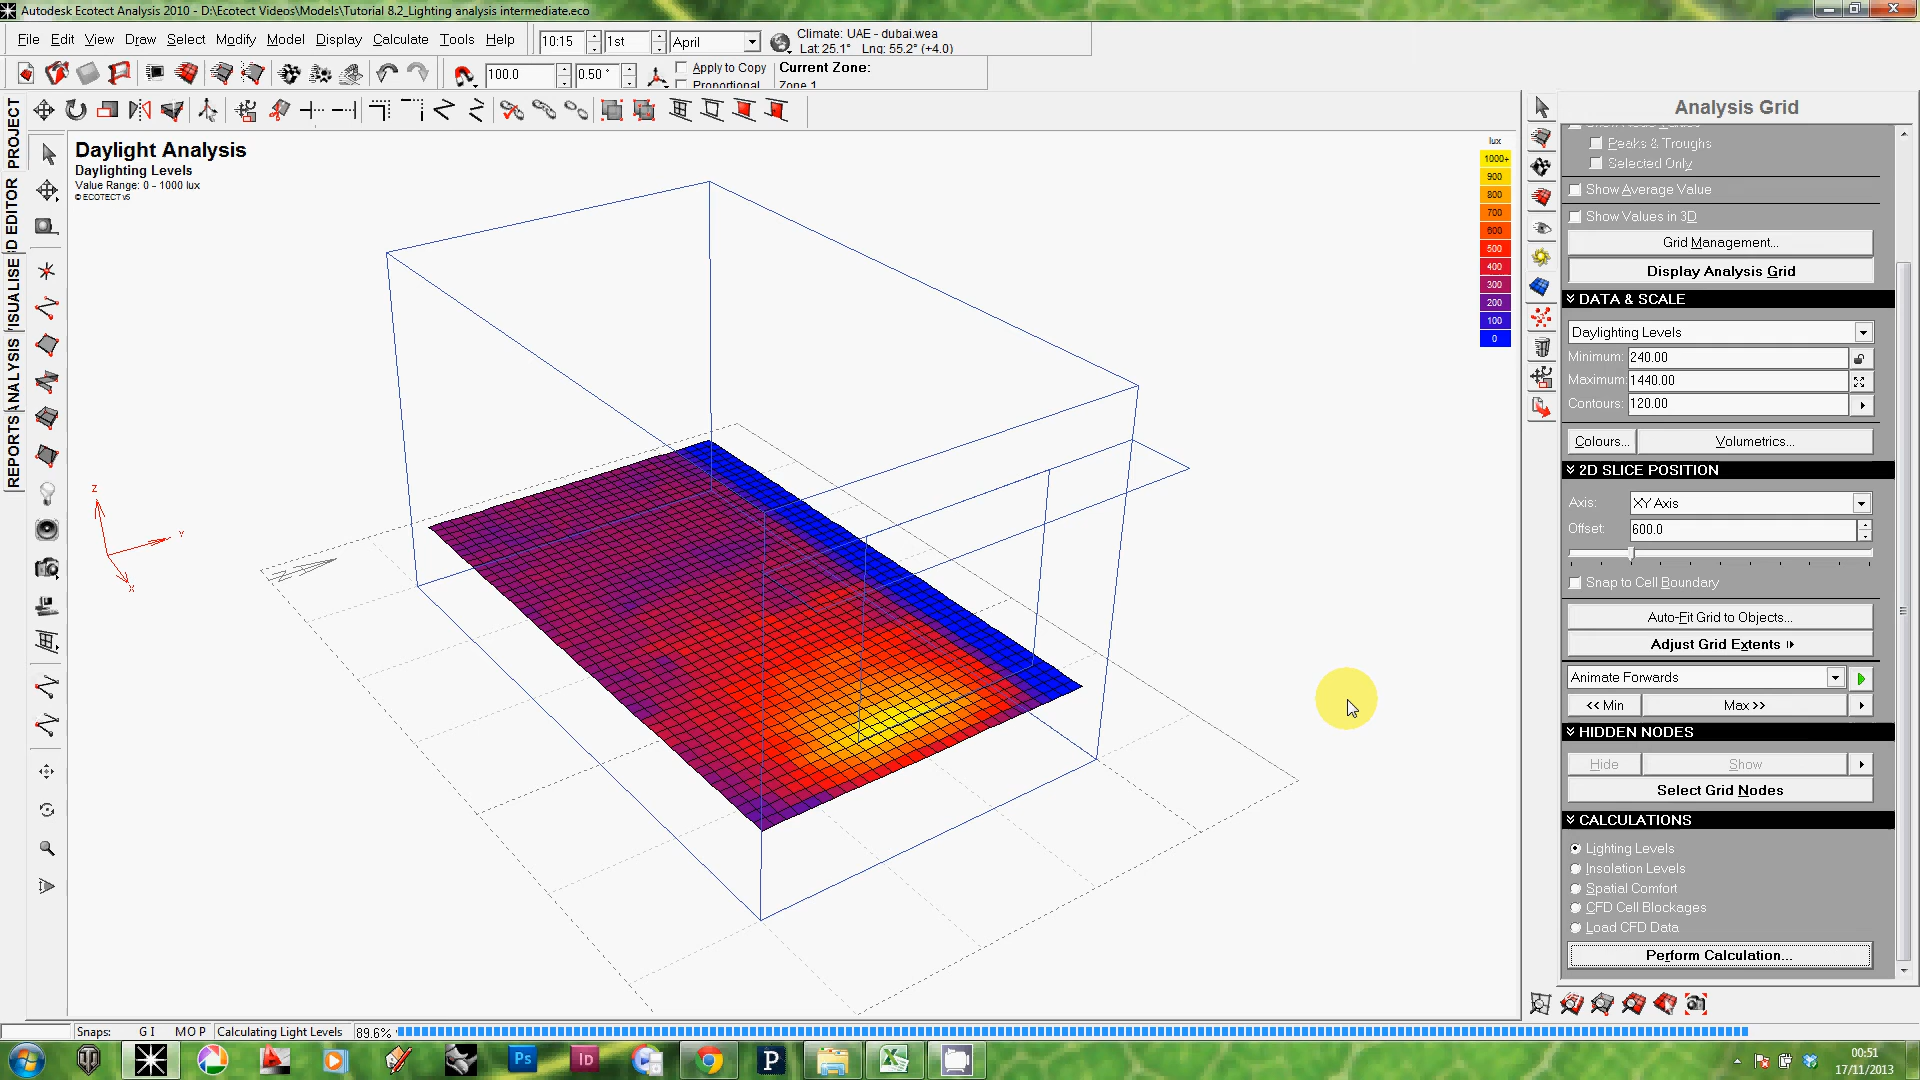 Autodesk Ecotect Analysis 2010 - D:\Ecotect Videos\Models\Tutorial 8.2_Lighting analysis intermediate.eco
File Edit View Draw Select Modify Model Display Calculate Tools Help
10:15 1st April
Climate: UAE - dubai.wea
Lat: 25.1° Lng: 55.2° (+4.0)
100.0 0.50 °
Apply to Copy
Proportional
Current Zone:
Zone 1
PROJECT
3D EDITOR
VISUALISE
ANALYSIS
REPORTS
Daylight Analysis
Daylighting Levels
Value Range: 0 - 1000 lux
© ECOTECT v5
lux
1000+
900
800
700
600
500
400
300
200
100
0
Z
Y
X
N
Analysis Grid
Show Node Values
Peaks & Troughs
Selected Only
Show Average Value
Show Values in 3D
Grid Management...
Display Analysis Grid
DATA & SCALE
Daylighting Levels
Minimum: 240.00
Maximum: 1440.00
Contours: 120.00
Colours... Volumetrics...
2D SLICE POSITION
Axis: XY Axis
Offset: 600.0
Snap to Cell Boundary
Auto-Fit Grid to Objects...
Adjust Grid Extents
Animate Forwards
<< Min Max >>
HIDDEN NODES
Hide Show
Select Grid Nodes
CALCULATIONS
Lighting Levels
Insolation Levels
Spatial Comfort
CFD Cell Blockages
Load CFD Data
Perform Calculation...
Snaps: G I M O P Calculating Light Levels 89.6%
Ps Id P
00:51
17/11/2013